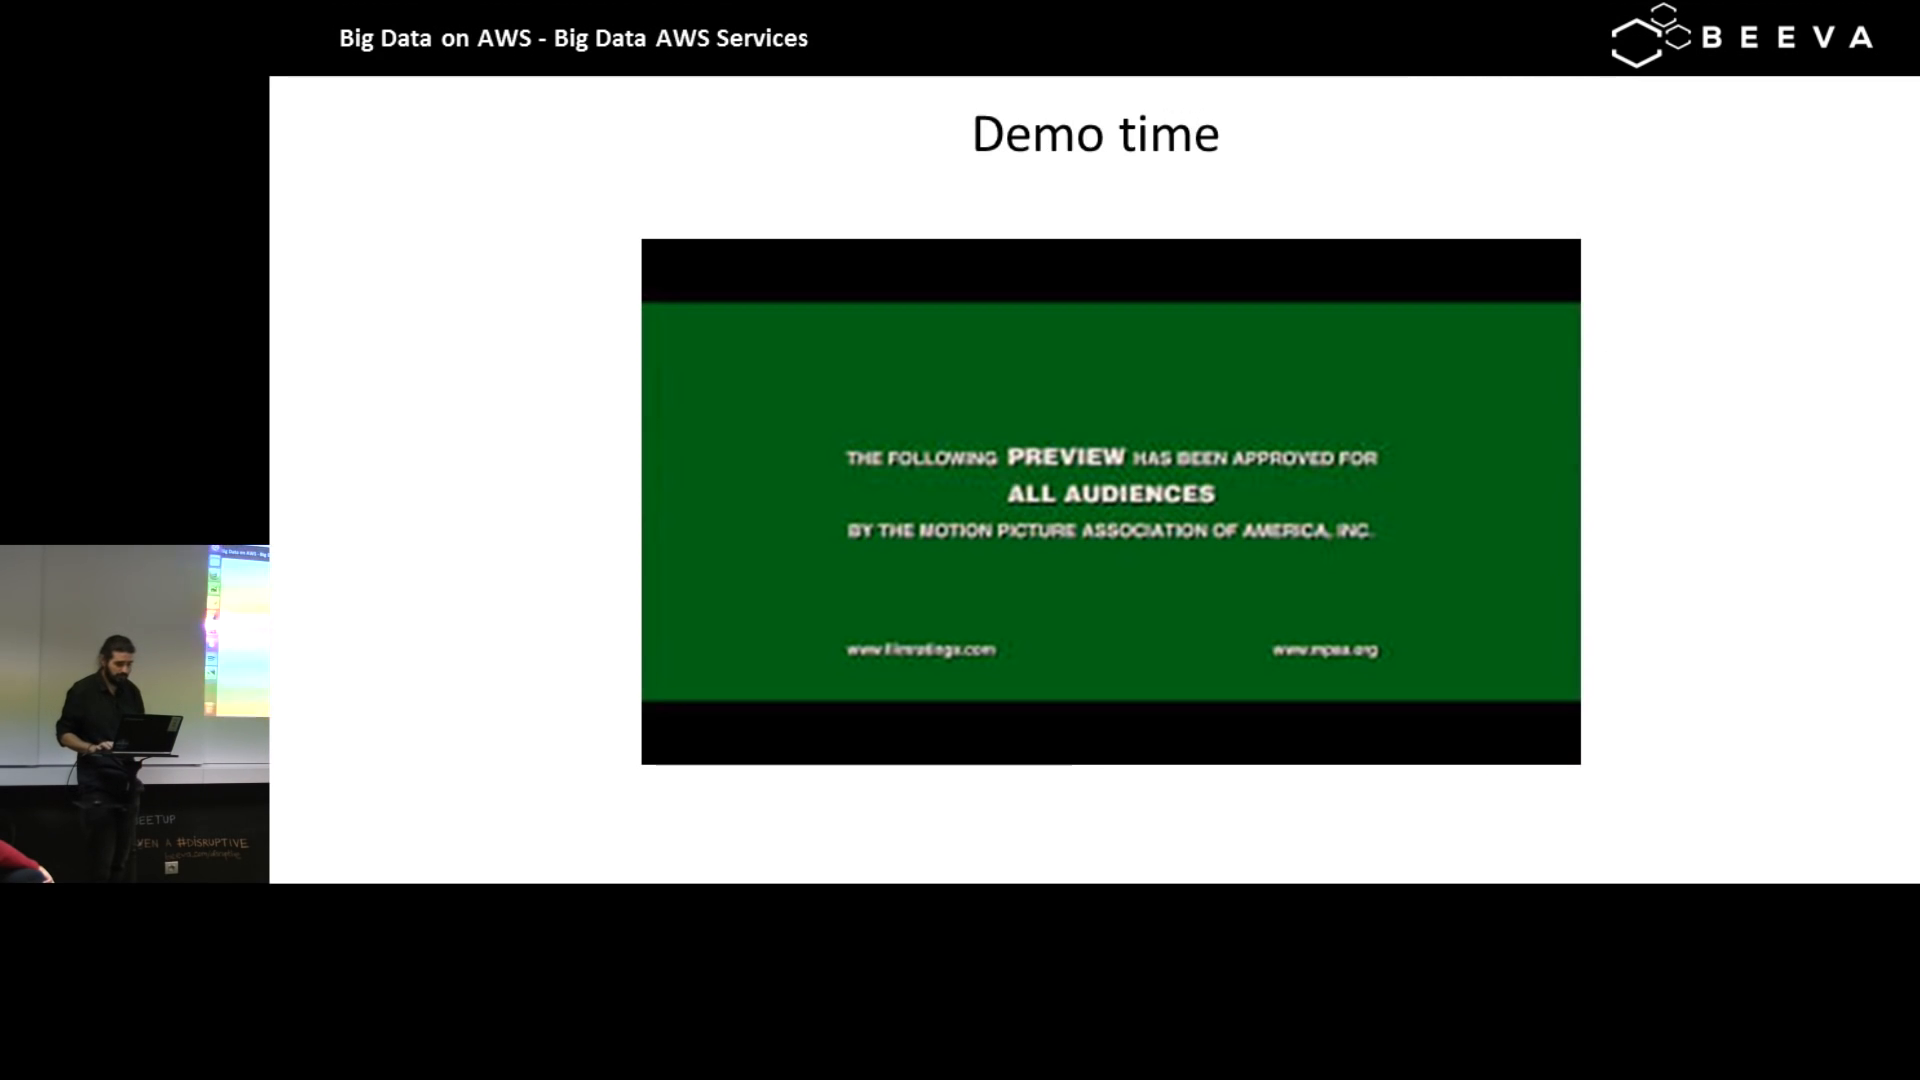 Big Data on AWS - Big Data AWS Services
BEEVA
Demo time
THE FOLLOWING PREVIEW HAS BEEN APPROVED FOR
ALL AUDIENCES
BY THE MOTION PICTURE ASSOCIATION OF AMERICA, INC.
www.filmratings.com
www.mpaa.org
EETUP
#DISRUPTIVE